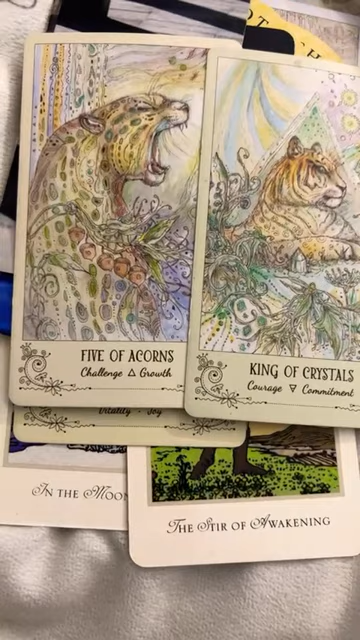 FIVE OF ACORNS
Challenge △ Growth
KING OF CRYSTALS
Courage ▽ Commitment
Vitality · Joy
IN THE MOON
THE STIR OF AWAKENING